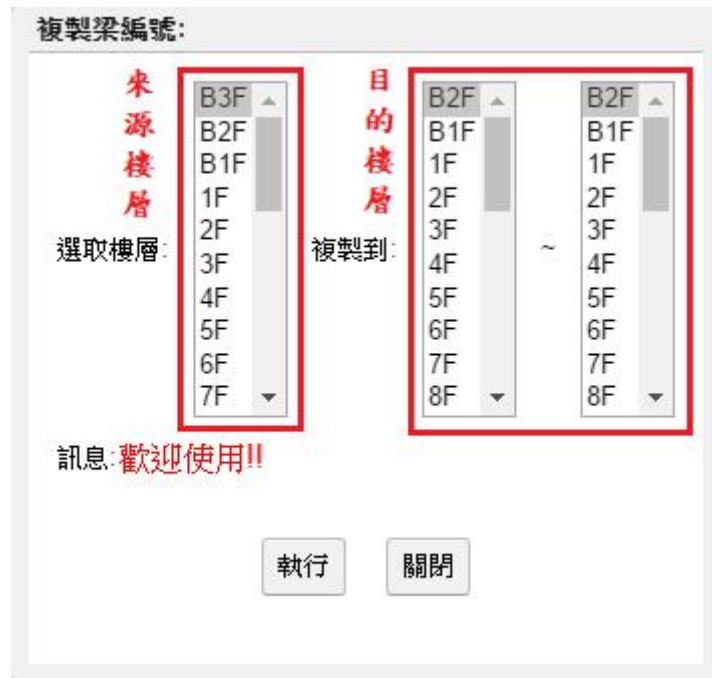 複製梁編號:
來源樓層
目的樓層
選取樓層:
B3F
B2F
B1F
1F
2F
3F
4F
5F
6F
7F
複製到:
B2F
B1F
1F
2F
3F
4F
5F
6F
7F
8F
~
B2F
B1F
1F
2F
3F
4F
5F
6F
7F
8F
訊息:歡迎使用!!
執行
關閉